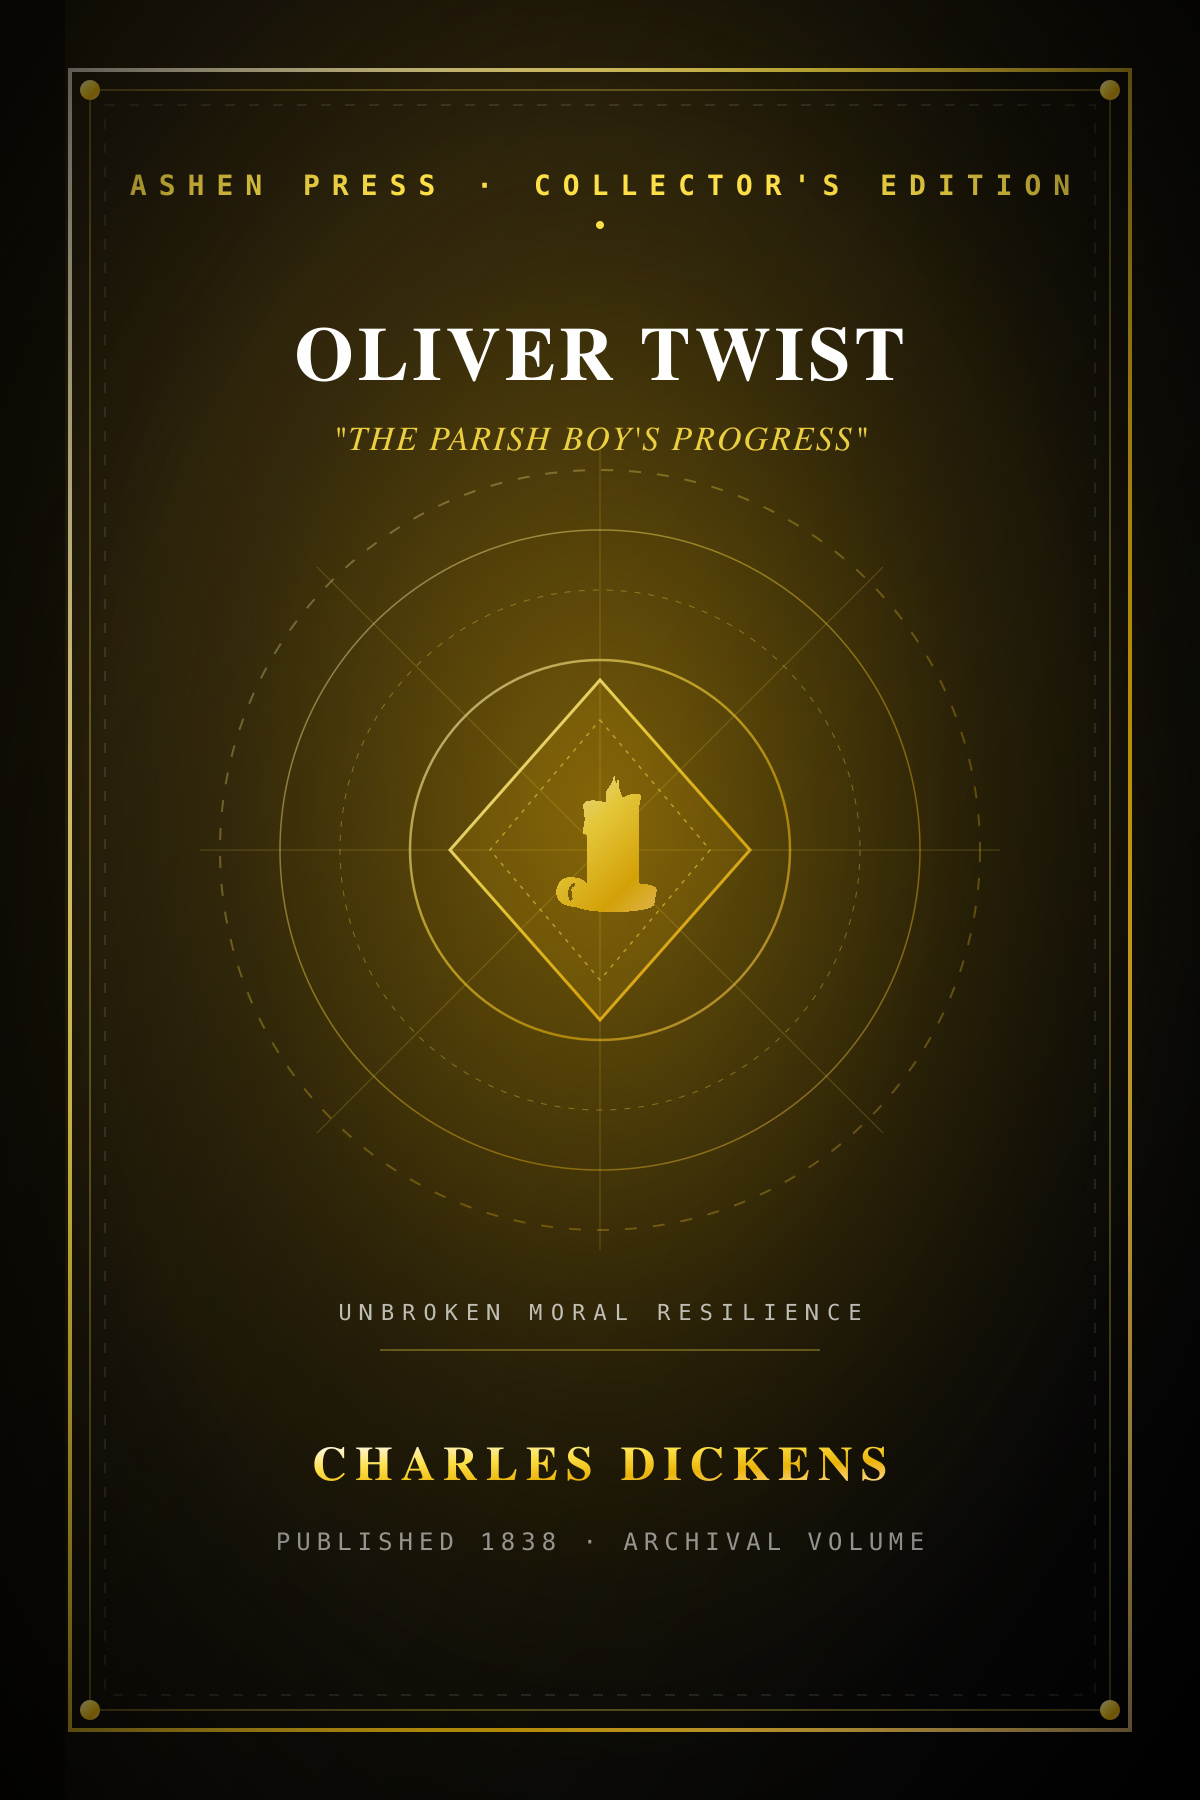 ASHEN PRESS · COLLECTOR'S EDITION
OLIVER TWIST
"THE PARISH BOY'S PROGRESS"
UNBROKEN MORAL RESILIENCE
CHARLES DICKENS
PUBLISHED 1838 · ARCHIVAL VOLUME